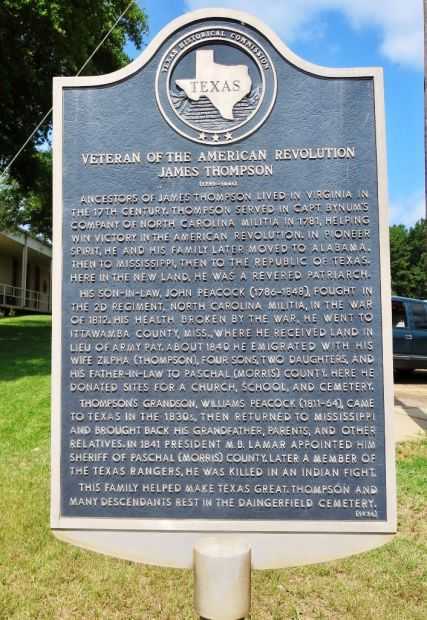 TEXAS HISTORICAL COMMISSION
TEXAS
VETERAN OF THE AMERICAN REVOLUTION
JAMES THOMPSON
ANCESTORS OF JAMES THOMPSON LIVED IN VIRGINIA IN
THE 17TH CENTURY. THOMPSON SERVED IN CAPT. BYNUM'S
COMPANY OF NORTH CAROLINA MILITIA IN 1781, HELPING
WIN VICTORY IN THE AMERICAN REVOLUTION. IN PIONEER
SPIRIT, HE AND HIS FAMILY LATER MOVED TO ALABAMA,
THEN TO MISSISSIPPI, THEN TO THE REPUBLIC OF TEXAS.
HERE IN THE NEW LAND, HE WAS A REVERED PATRIARCH.
HIS SON-IN-LAW, JOHN PEACOCK (1786-1848), FOUGHT IN
THE 2D REGIMENT, NORTH CAROLINA MILITIA, IN THE WAR
OF 1812. HIS HEALTH BROKEN BY THE WAR, HE WENT TO
ITTAWAMBA COUNTY, MISS., WHERE HE RECEIVED LAND IN
LIEU OF ARMY PAY. ABOUT 1840 HE EMIGRATED WITH HIS
WIFE ZILPHA (THOMPSON), FOUR SONS, TWO DAUGHTERS, AND
HIS FATHER-IN-LAW TO PASCHAL (MORRIS) COUNTY. HERE HE
DONATED SITES FOR A CHURCH, SCHOOL, AND CEMETERY.
THOMPSON'S GRANDSON, WILLIAMS PEACOCK (1811-64), CAME
TO TEXAS IN THE 1830s, THEN RETURNED TO MISSISSIPPI
AND BROUGHT BACK HIS GRANDFATHER, PARENTS, AND OTHER
RELATIVES. IN 1841 PRESIDENT M.B. LAMAR APPOINTED HIM
SHERIFF OF PASCHAL (MORRIS) COUNTY. LATER A MEMBER OF
THE TEXAS RANGERS, HE WAS KILLED IN AN INDIAN FIGHT.
THIS FAMILY HELPED MAKE TEXAS GREAT. THOMPSON AND
MANY DESCENDANTS REST IN THE DAINGERFIELD CEMETERY.